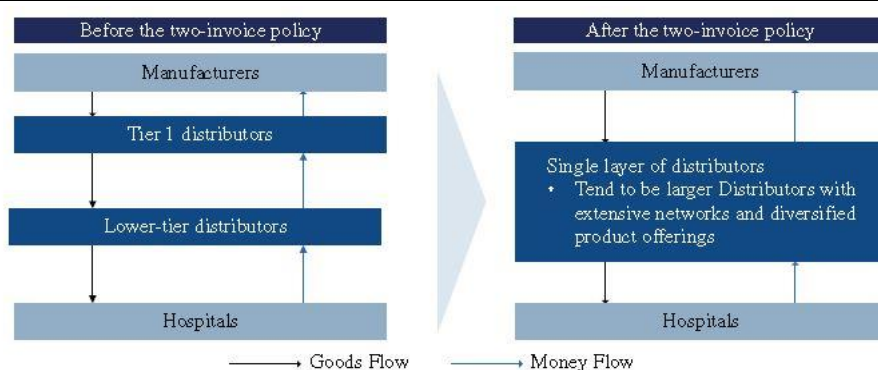 Before the two-invoice policy
Manufacturers
Tier 1 distributors
Lower-tier distributors
Hospitals
After the two-invoice policy
Manufacturers
Single layer of distributors
• Tend to be larger Distributors with
extensive networks and diversified
product offerings
Hospitals
Goods Flow
Money Flow